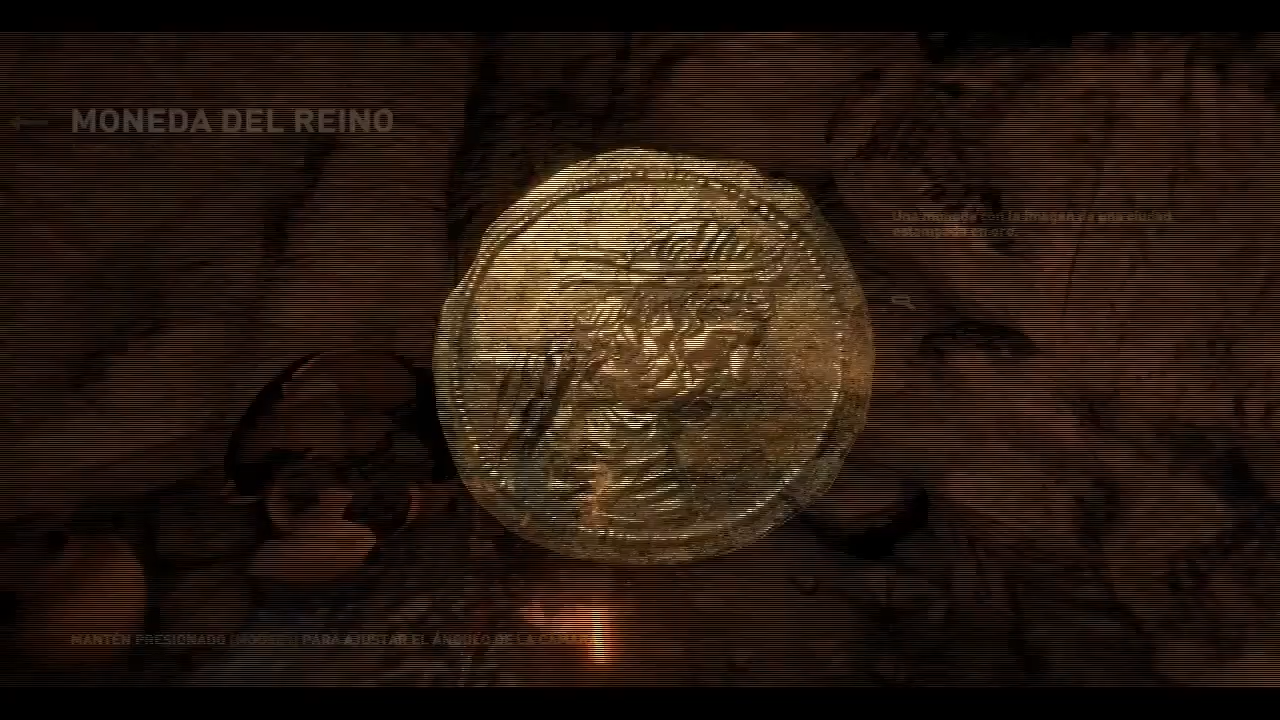 MONEDA DEL REINO
Una moneda con la imagen de una ciudad
estampada en oro.
MANTÉN PRESIONADO PARA AJUSTAR EL ÁNGULO DE LA CÁMARA